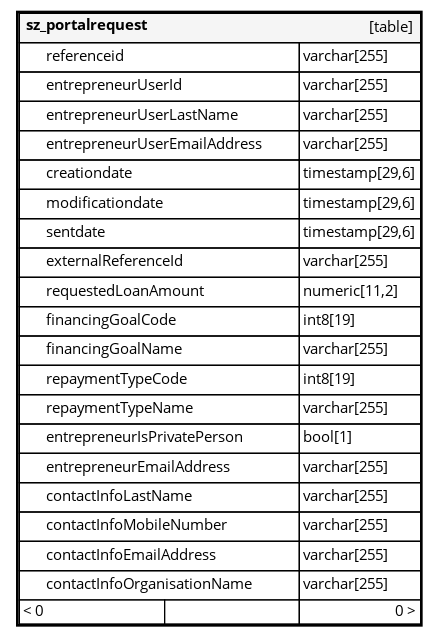 sz_portalrequest [table]
referenceid varchar[255]
entrepreneurUserId varchar[255]
entrepreneurUserLastName varchar[255]
entrepreneurUserEmailAddress varchar[255]
creationdate timestamp[29,6]
modificationdate timestamp[29,6]
sentdate timestamp[29,6]
externalReferenceId varchar[255]
requestedLoanAmount numeric[11,2]
financingGoalCode int8[19]
financingGoalName varchar[255]
repaymentTypeCode int8[19]
repaymentTypeName varchar[255]
entrepreneurIsPrivatePerson bool[1]
entrepreneurEmailAddress varchar[255]
contactInfoLastName varchar[255]
contactInfoMobileNumber varchar[255]
contactInfoEmailAddress varchar[255]
contactInfoOrganisationName varchar[255]
< 0 0 >